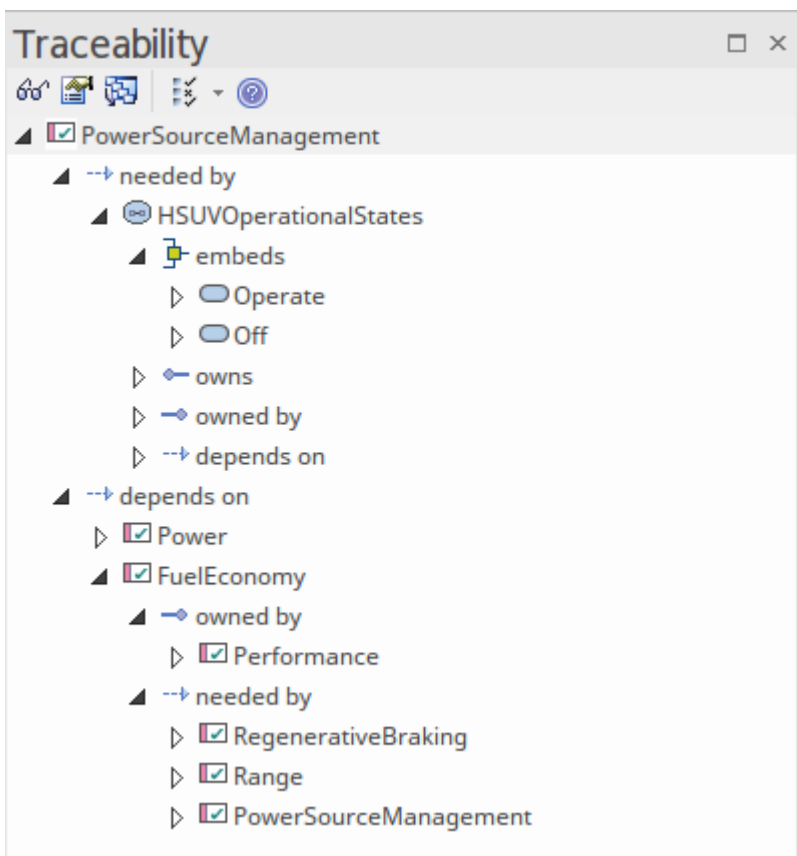 Traceability
PowerSourceManagement
needed by
HSUVOperationalStates
embeds
Operate
Off
owns
owned by
depends on
depends on
Power
FuelEconomy
owned by
Performance
needed by
RegenerativeBraking
Range
PowerSourceManagement